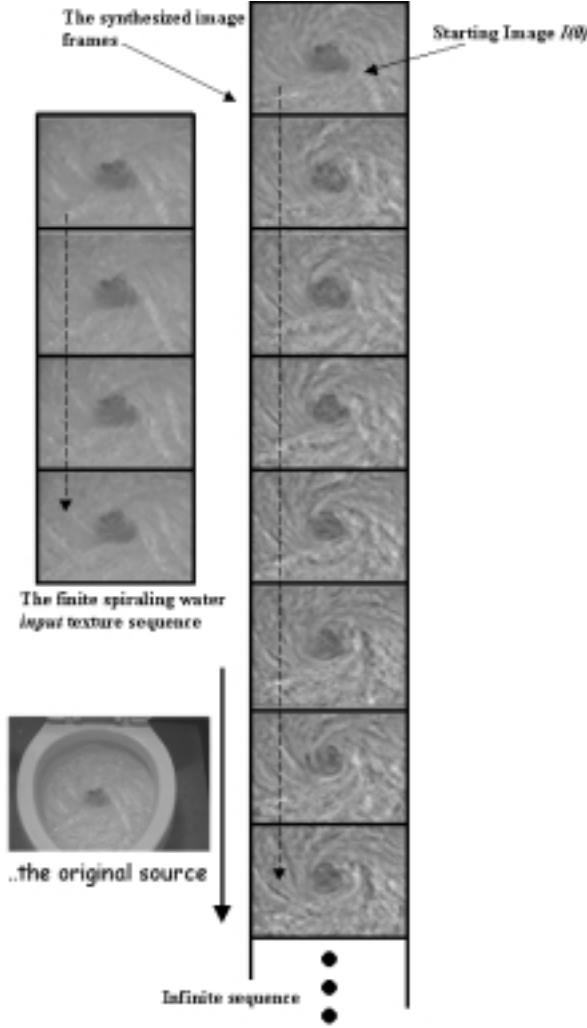 The synthesized image
frames
Starting Image I(0)
The finite spiraling water
input texture sequence
..the original source
Infinite sequence